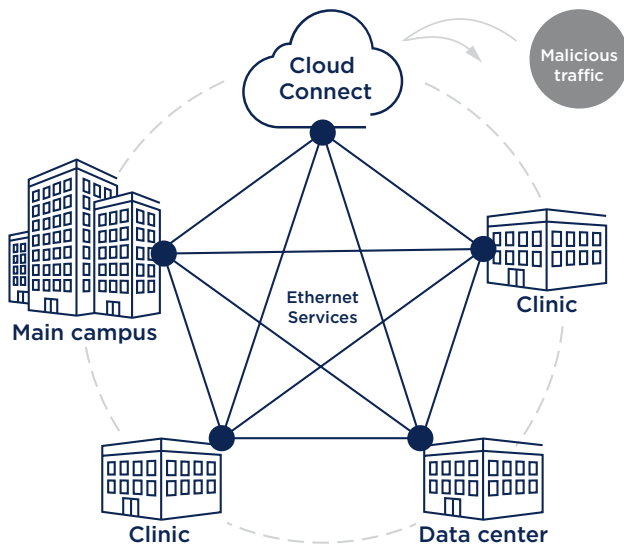 Cloud
Connect
Malicious
traffic
Main campus
Ethernet
Services
Clinic
Clinic
Data center